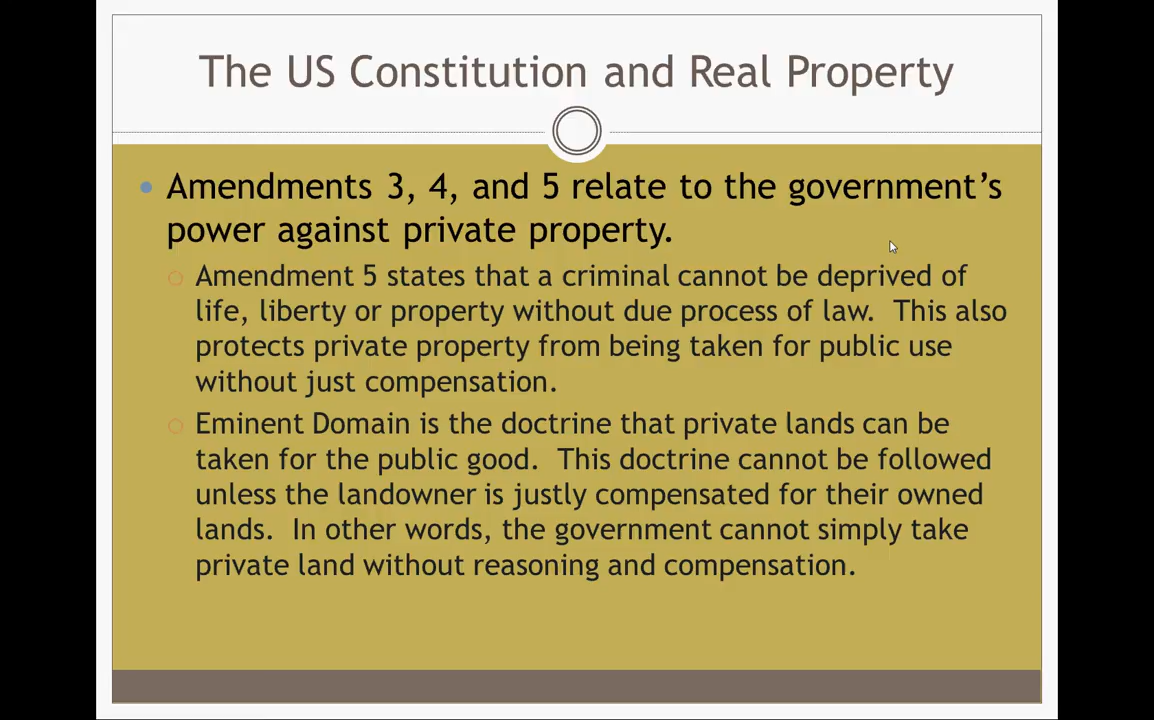 The US Constitution and Real Property
Amendments 3, 4, and 5 relate to the government’s
power against private property.
Amendment 5 states that a criminal cannot be deprived of
life, liberty or property without due process of law.  This also
protects private property from being taken for public use
without just compensation.
Eminent Domain is the doctrine that private lands can be
taken for the public good.  This doctrine cannot be followed
unless the landowner is justly compensated for their owned
lands.  In other words, the government cannot simply take
private land without reasoning and compensation.